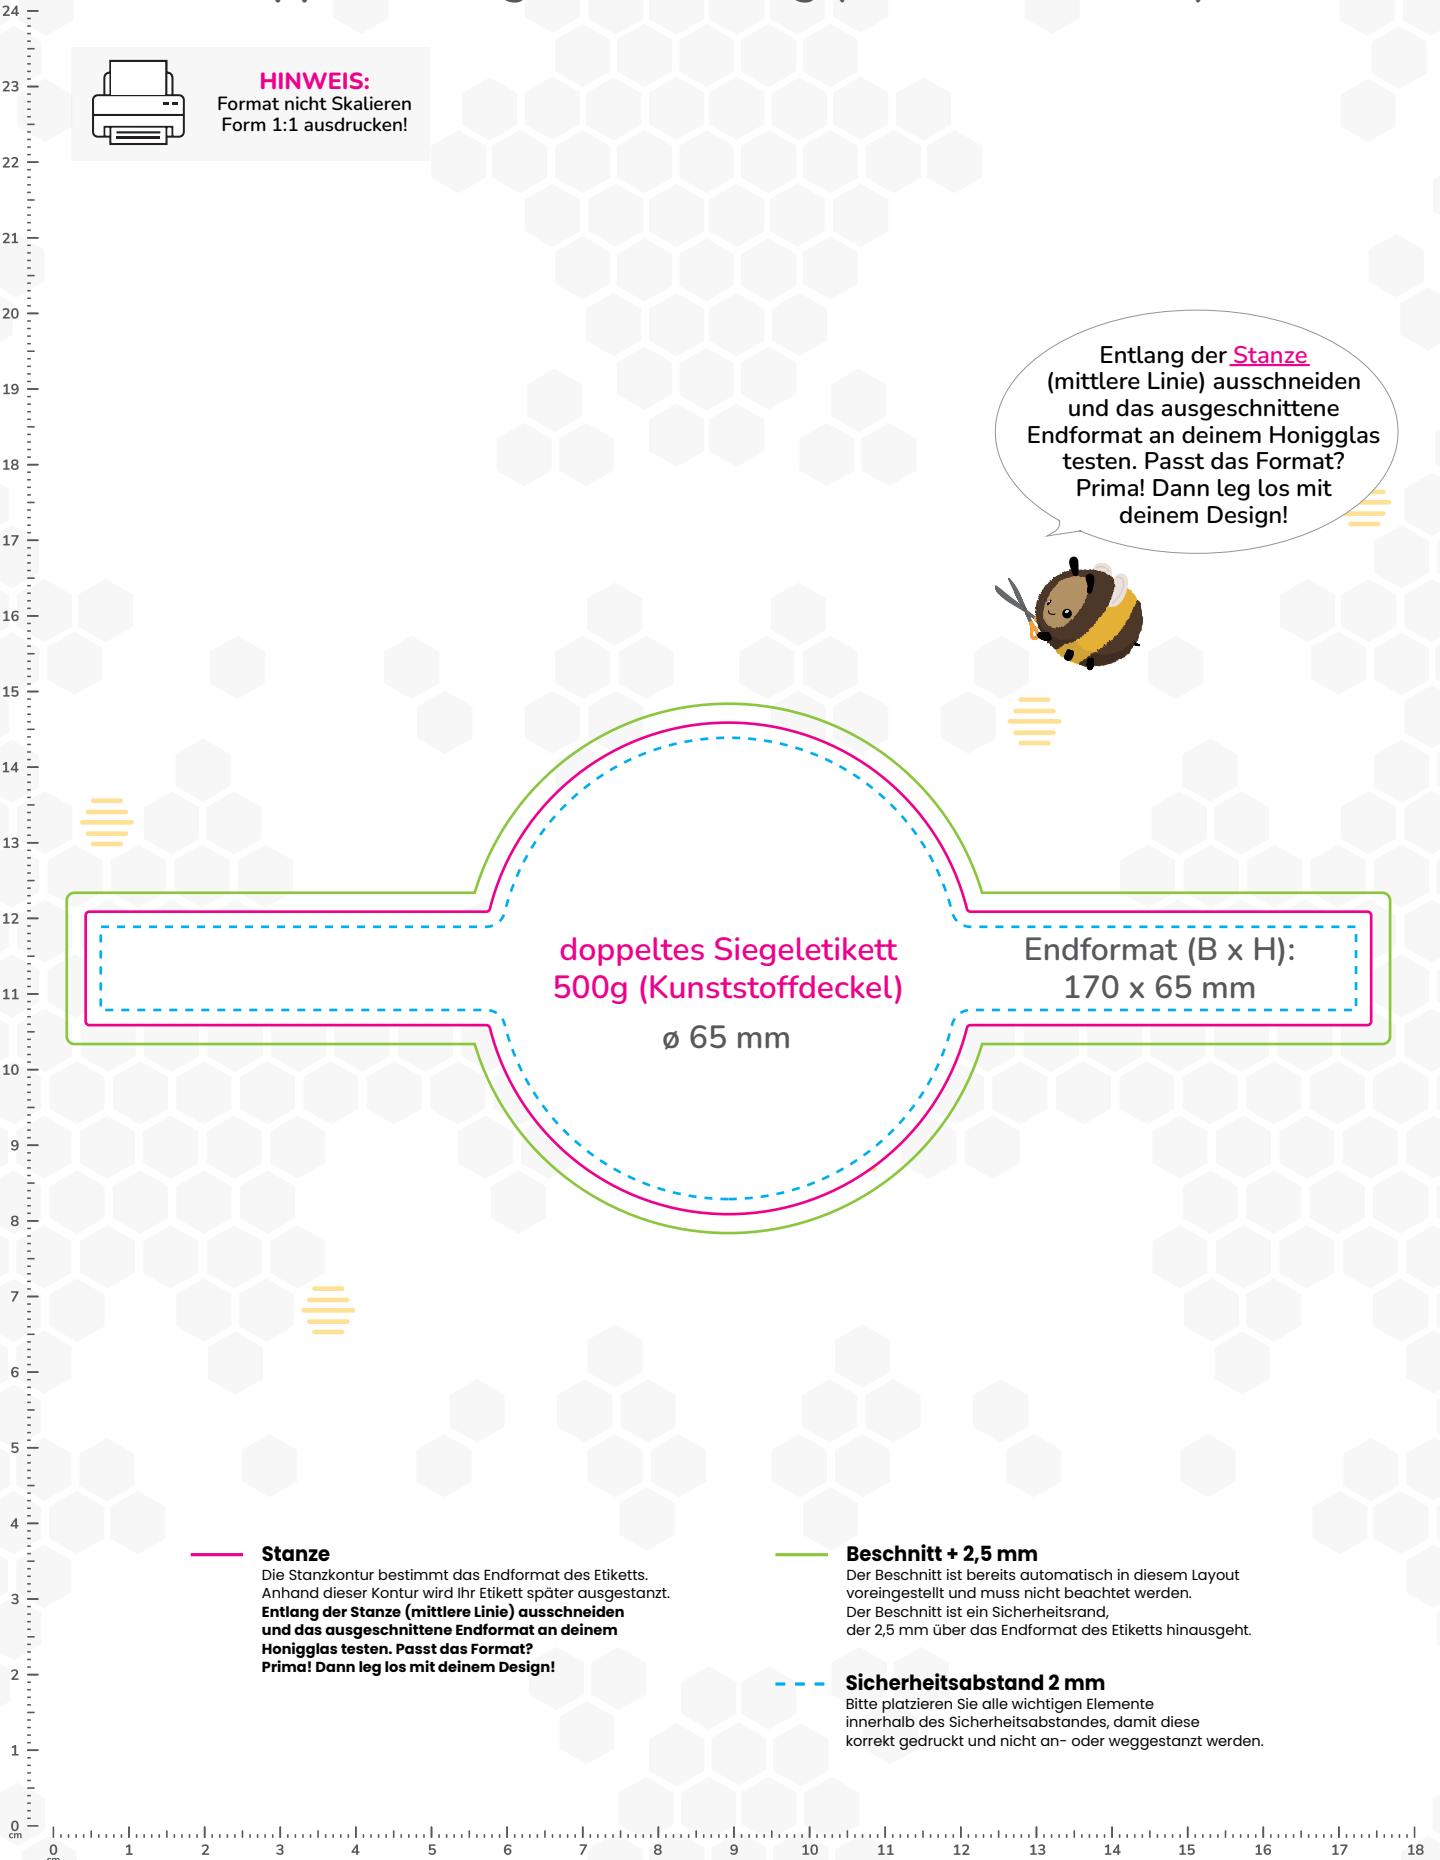 HINWEIS:
Format nicht Skalieren
Form 1:1 ausdrucken!
Entlang der Stanze
(mittlere Linie) ausschneiden
und das ausgeschnittene
Endformat an deinem Honigglas
testen. Passt das Format?
Prima! Dann leg los mit
deinem Design!
doppeltes Siegeletikett
500g (Kunststoffdeckel)
ø 65 mm
Endformat (B x H):
170 x 65 mm
Stanze
Die Stanzkontur bestimmt das Endformat des Etiketts.
Anhand dieser Kontur wird Ihr Etikett später ausgestanzt.
Entlang der Stanze (mittlere Linie) ausschneiden
und das ausgeschnittene Endformat an deinem
Honigglas testen. Passt das Format?
Prima! Dann leg los mit deinem Design!
Beschnitt + 2,5 mm
Der Beschnitt ist bereits automatisch in diesem Layout
voreingestellt und muss nicht beachtet werden.
Der Beschnitt ist ein Sicherheitsrand,
der 2,5 mm über das Endformat des Etiketts hinausgeht.
Sicherheitsabstand 2 mm
Bitte platzieren Sie alle wichtigen Elemente
innerhalb des Sicherheitsabstandes, damit diese
korrekt gedruckt und nicht an- oder weggestanzt werden.
24
23
22
21
20
19
18
17
16
15
14
13
12
11
10
9
8
7
6
5
4
3
2
1
0
cm
0 1 2 3 4 5 6 7 8 9 10 11 12 13 14 15 16 17 18
cm